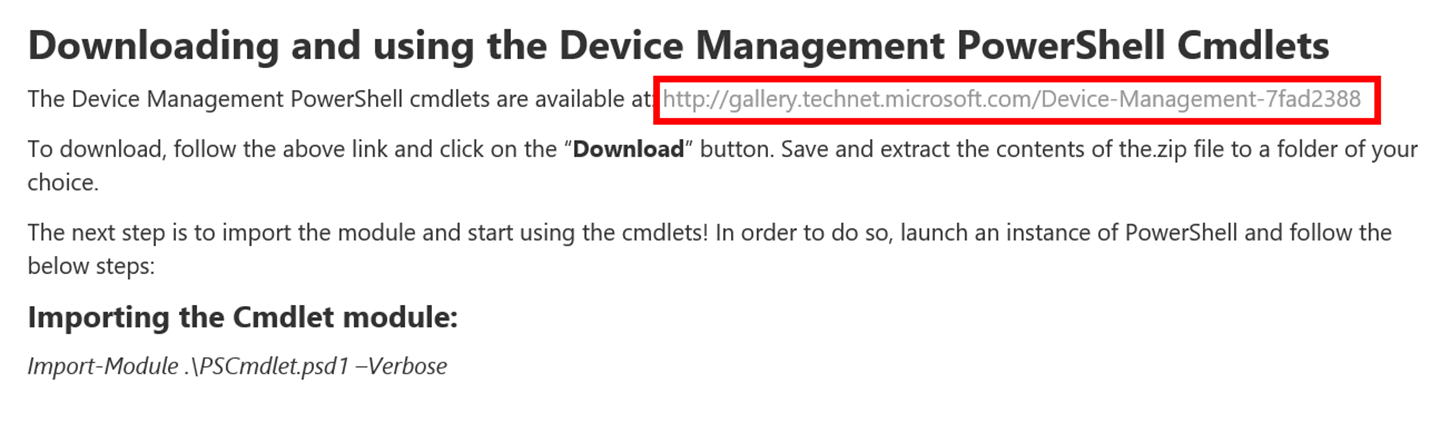 Downloading and using the Device Management PowerShell Cmdlets
The Device Management PowerShell cmdlets are available at: http://gallery.technet.microsoft.com/Device-Management-7fad2388
To download, follow the above link and click on the “Download” button. Save and extract the contents of the.zip file to a folder of your
choice.
The next step is to import the module and start using the cmdlets! In order to do so, launch an instance of PowerShell and follow the
below steps:
Importing the Cmdlet module:
Import-Module .\PSCmdlet.psd1 –Verbose